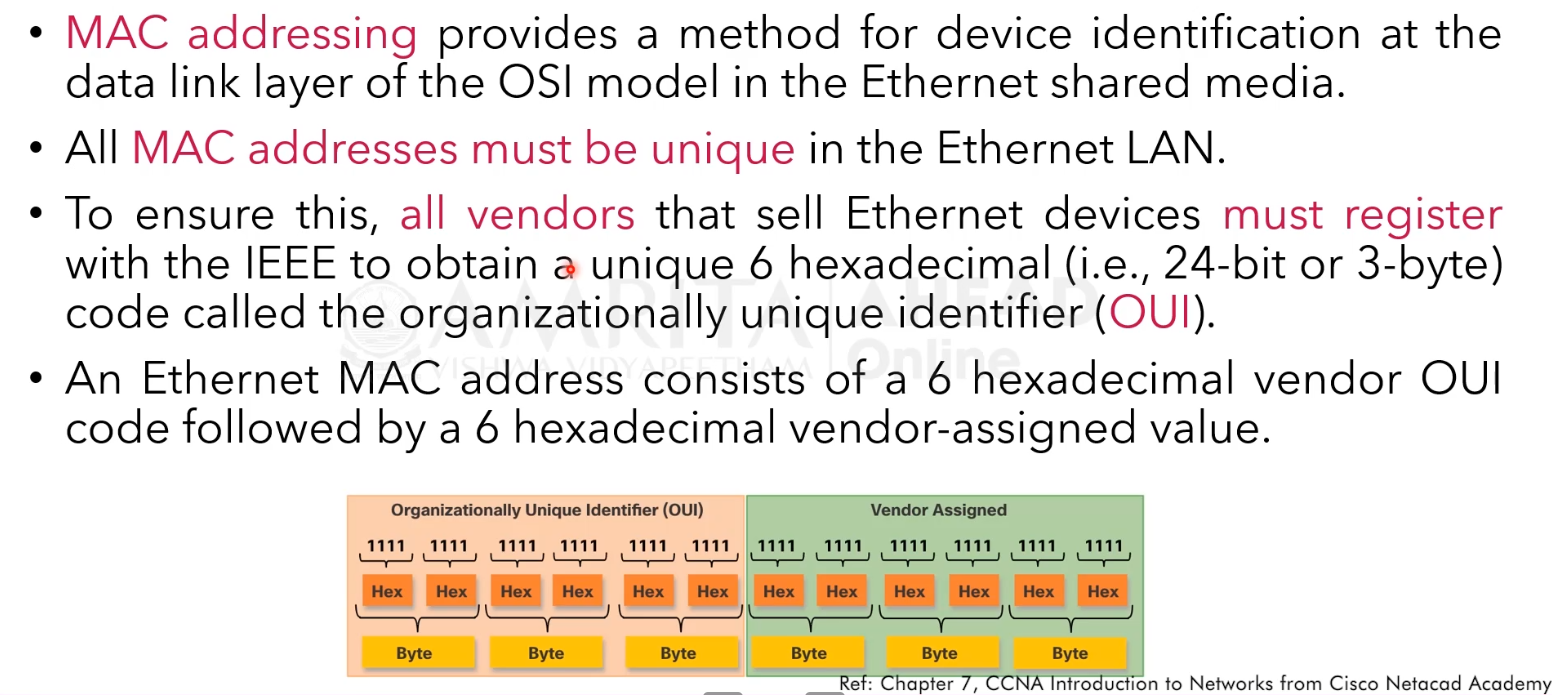 • MAC addressing provides a method for device identification at the
data link layer of the OSI model in the Ethernet shared media.
• All MAC addresses must be unique in the Ethernet LAN.
• To ensure this, all vendors that sell Ethernet devices must register
with the IEEE to obtain a unique 6 hexadecimal (i.e., 24-bit or 3-byte)
code called the organizationally unique identifier (OUI).
AMRITA AHEAD
VISHWA VIDYAPEETHAM Online
• An Ethernet MAC address consists of a 6 hexadecimal vendor OUI
code followed by a 6 hexadecimal vendor-assigned value.
Organizationally Unique Identifier (OUI) Vendor Assigned
1111 1111 1111 1111 1111 1111 1111 1111 1111 1111 1111 1111
Hex Hex Hex Hex Hex Hex Hex Hex Hex Hex Hex Hex
Byte Byte Byte Byte Byte Byte
Ref: Chapter 7, CCNA Introduction to Networks from Cisco Netacad Academy